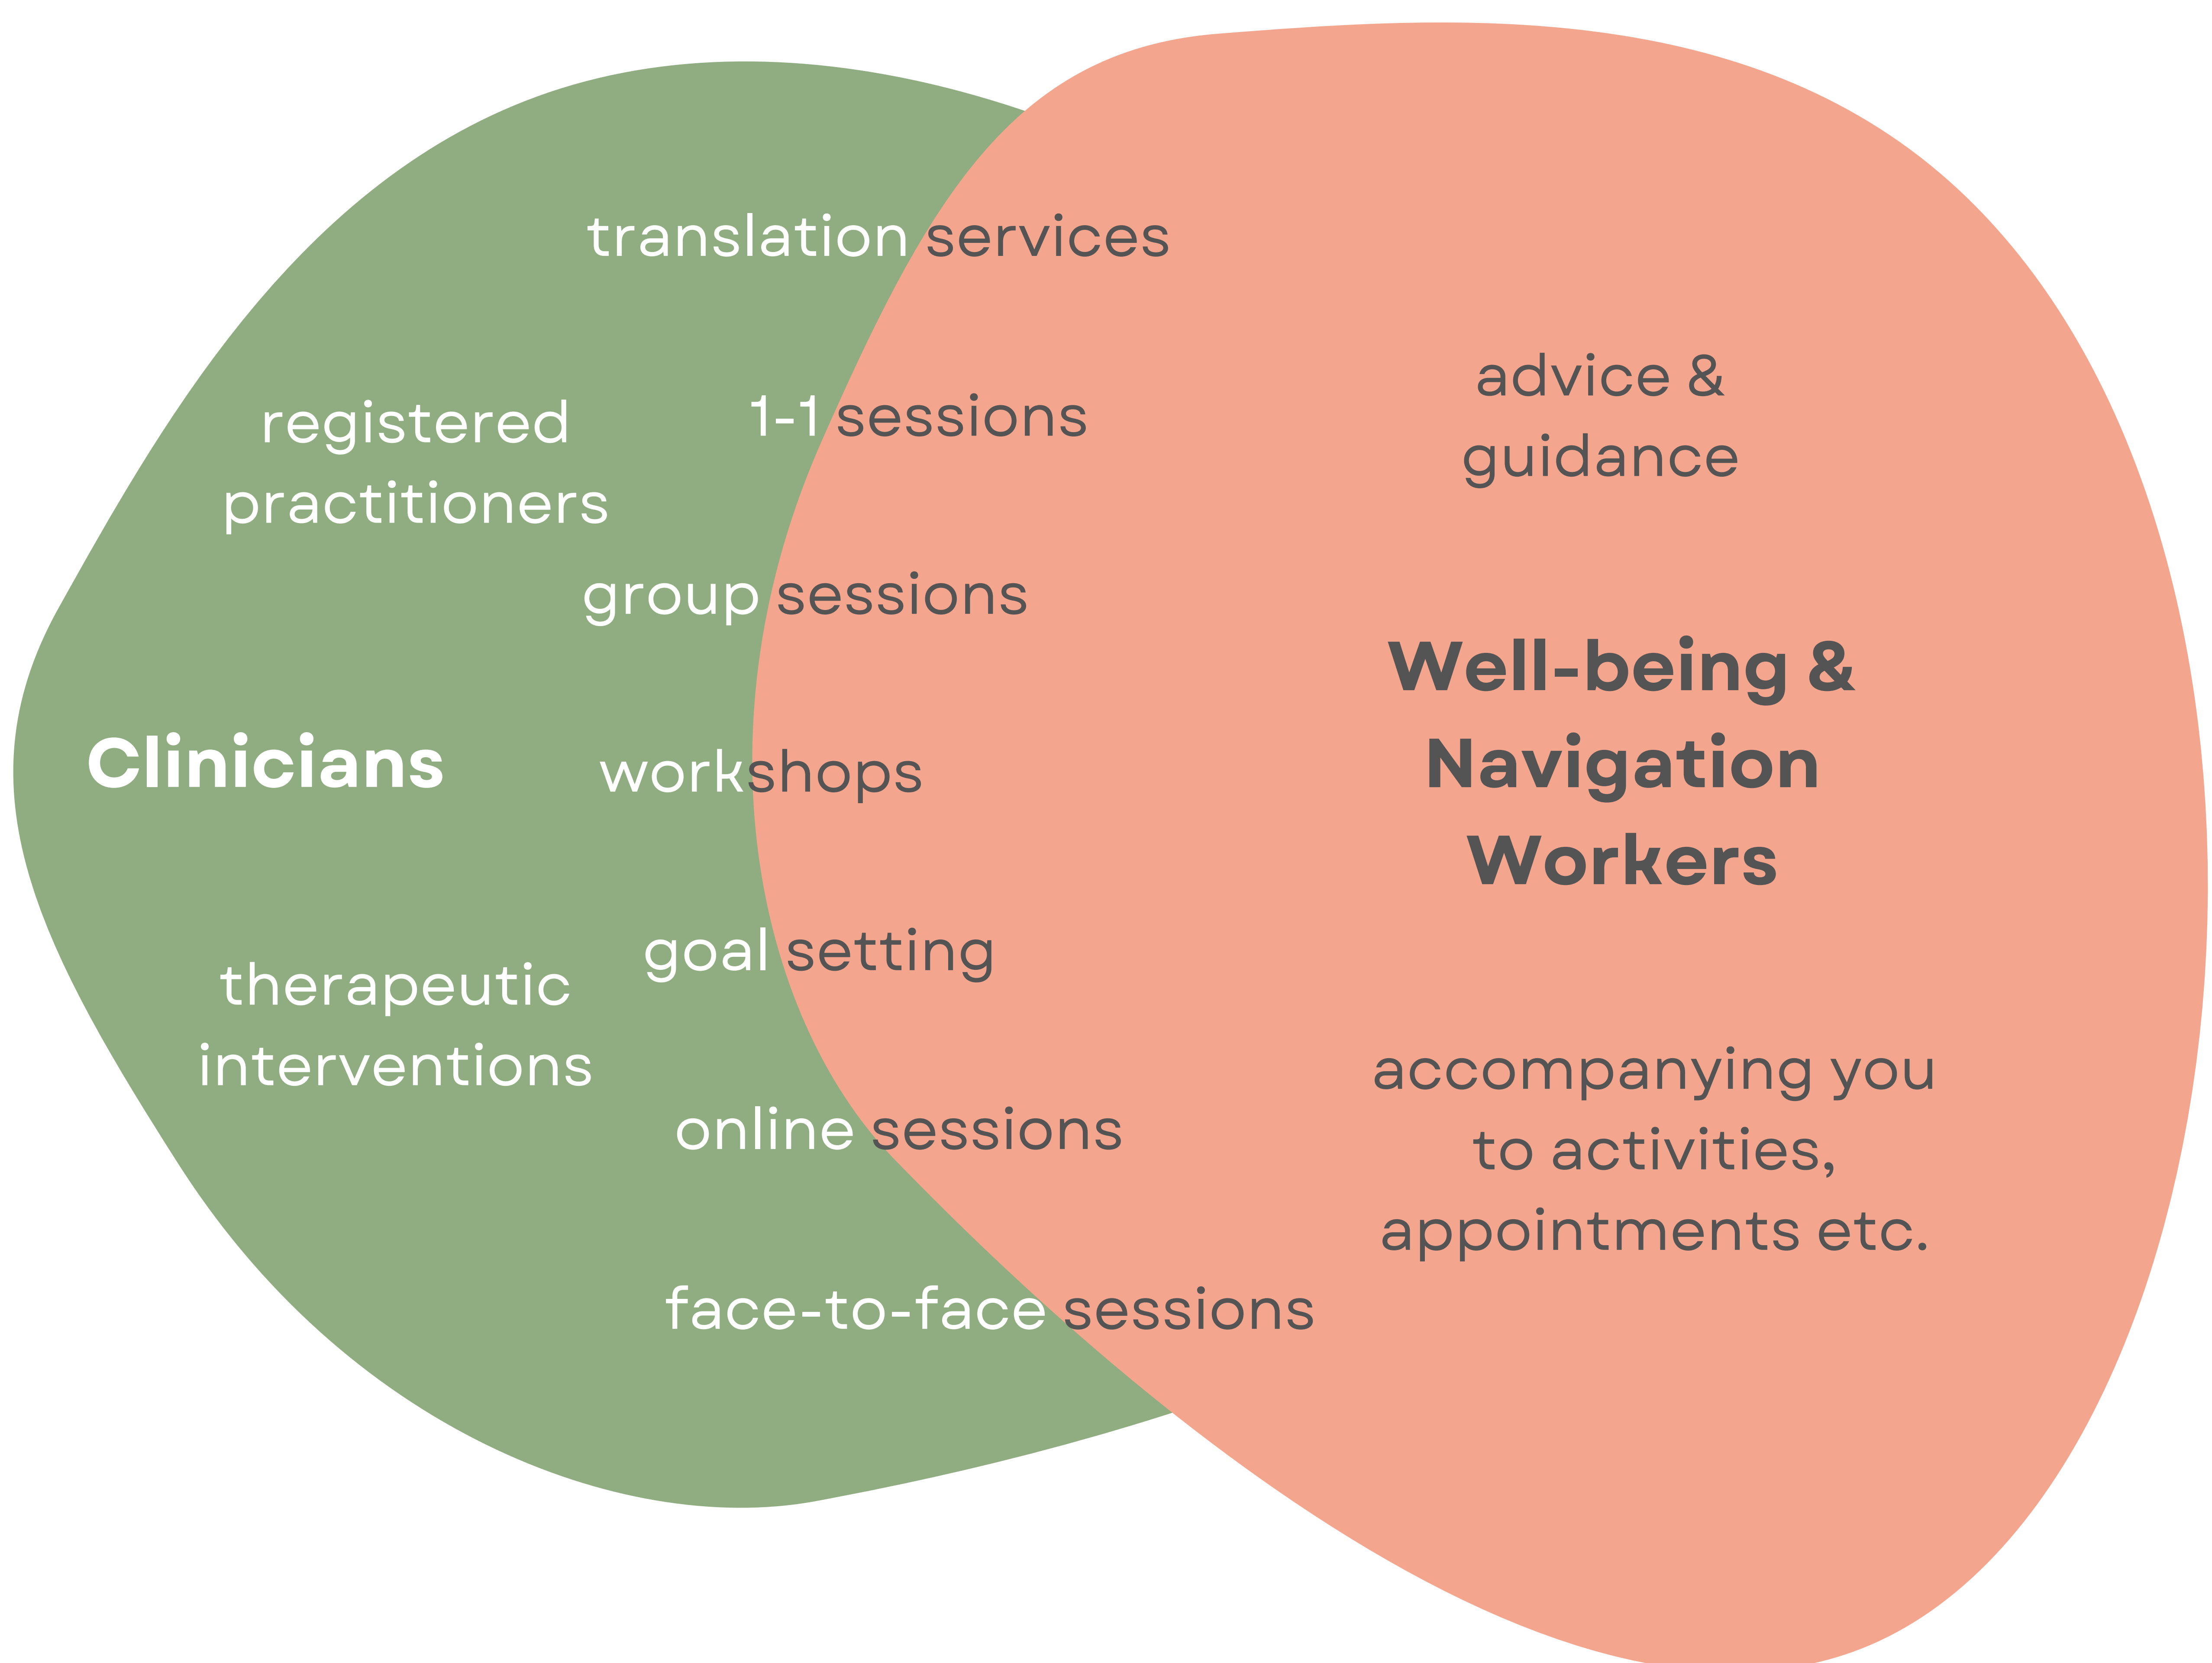 translation services
registered
practitioners
1-1 sessions
group sessions
Clinicians
workshops
goal setting
therapeutic
interventions
online sessions
face-to-face sessions
advice &
guidance
Well-being &
Navigation
Workers
accompanying you
to activities,
appointments etc.